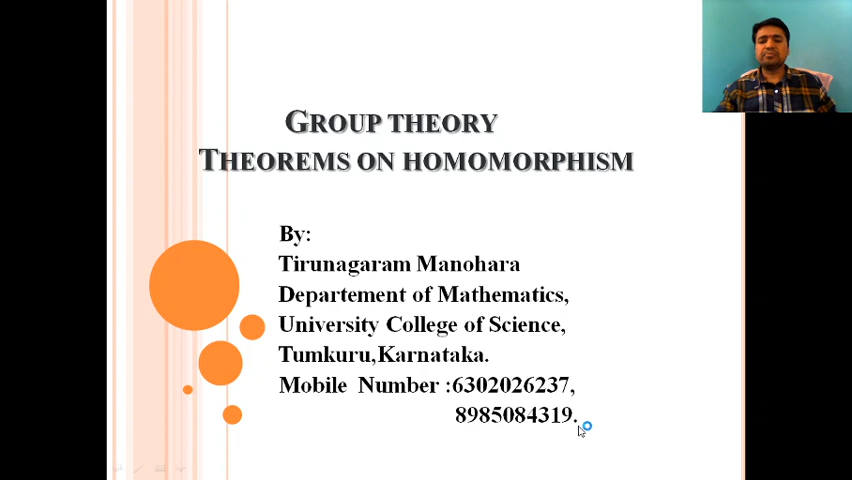 GROUP THEORY
THEOREMS ON HOMOMORPHISM
By:
Tirunagaram Manohara
Departement of Mathematics,
University College of Science,
Tumkuru,Karnataka.
Mobile Number :6302026237,
8985084319.